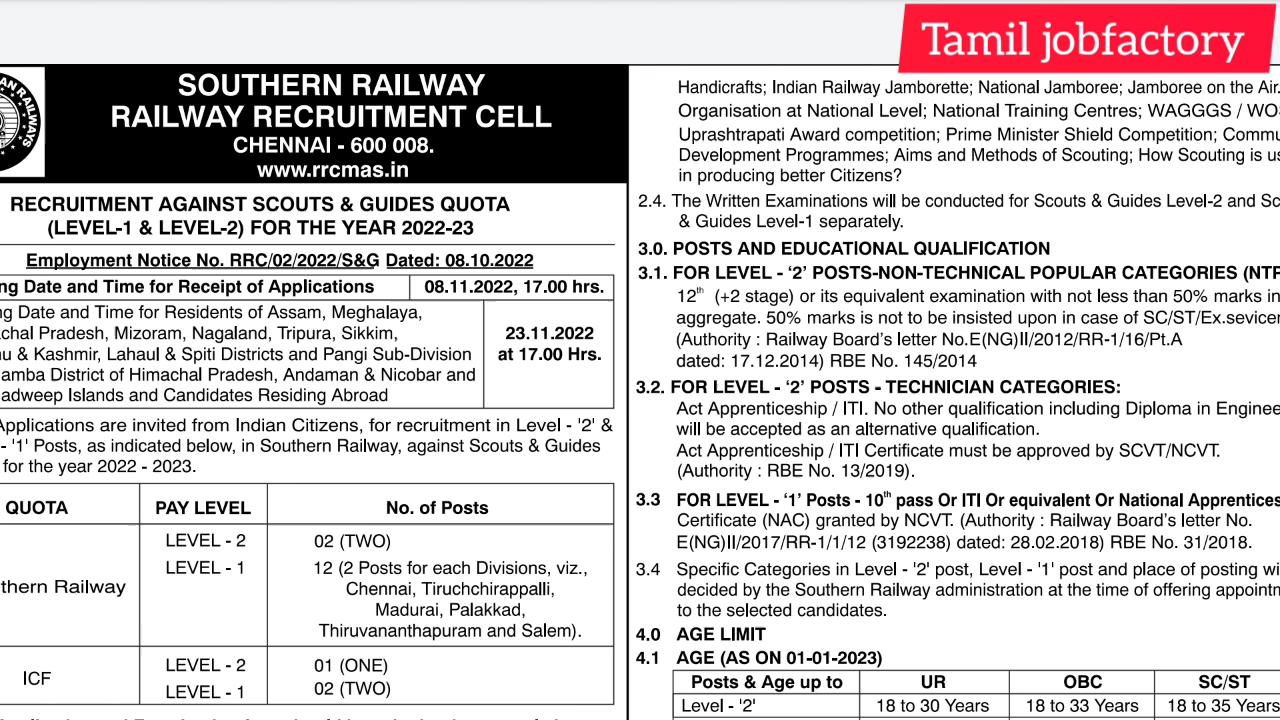 Tamil jobfactory
SOUTHERN RAILWAY
RAILWAY RECRUITMENT CELL
CHENNAI - 600 008.
www.rrcmas.in
RECRUITMENT AGAINST SCOUTS & GUIDES QUOTA
(LEVEL-1 & LEVEL-2) FOR THE YEAR 2022-23
Employment Notice No. RRC/02/2022/S&G Dated: 08.10.2022
ng Date and Time for Receipt of Applications 08.11.2022, 17.00 hrs.
ng Date and Time for Residents of Assam, Meghalaya,
chal Pradesh, Mizoram, Nagaland, Tripura, Sikkim,
u & Kashmir, Lahaul & Spiti Districts and Pangi Sub-Division
amba District of Himachal Pradesh, Andaman & Nicobar and
adweep Islands and Candidates Residing Abroad
23.11.2022
at 17.00 Hrs.
Applications are invited from Indian Citizens, for recruitment in Level - '2' &
- '1' Posts, as indicated below, in Southern Railway, against Scouts & Guides
for the year 2022 - 2023.
QUOTA PAY LEVEL No. of Posts
thern Railway
LEVEL - 2 02 (TWO)
LEVEL - 1 12 (2 Posts for each Divisions, viz.,
Chennai, Tiruchchirappalli,
Madurai, Palakkad,
Thiruvananthapuram and Salem).
ICF
LEVEL - 2 01 (ONE)
LEVEL - 1 02 (TWO)
Handicrafts; Indian Railway Jamborette; National Jamboree; Jamboree on the Air.
Organisation at National Level; National Training Centres; WAGGGS / WO
Uprashtrapati Award competition; Prime Minister Shield Competition; Commu
Development Programmes; Aims and Methods of Scouting; How Scouting is us
in producing better Citizens?
2.4. The Written Examinations will be conducted for Scouts & Guides Level-2 and Sc
& Guides Level-1 separately.
3.0. POSTS AND EDUCATIONAL QUALIFICATION
3.1. FOR LEVEL - '2' POSTS-NON-TECHNICAL POPULAR CATEGORIES (NTP
12th (+2 stage) or its equivalent examination with not less than 50% marks in
aggregate. 50% marks is not to be insisted upon in case of SC/ST/Ex.sevicen
(Authority : Railway Board's letter No.E(NG)II/2012/RR-1/16/Pt.A
dated: 17.12.2014) RBE No. 145/2014
3.2. FOR LEVEL - '2' POSTS - TECHNICIAN CATEGORIES:
Act Apprenticeship / ITI. No other qualification including Diploma in Enginee
will be accepted as an alternative qualification.
Act Apprenticeship / ITI Certificate must be approved by SCVT/NCVT.
(Authority : RBE No. 13/2019).
3.3 FOR LEVEL - '1' Posts - 10th pass Or ITI Or equivalent Or National Apprentices
Certificate (NAC) granted by NCVT. (Authority : Railway Board's letter No.
E(NG)II/2017/RR-1/1/12 (3192238) dated: 28.02.2018) RBE No. 31/2018.
3.4 Specific Categories in Level - '2' post, Level - '1' post and place of posting wi
decided by the Southern Railway administration at the time of offering appointm
to the selected candidates.
4.0 AGE LIMIT
4.1 AGE (AS ON 01-01-2023)
Posts & Age up to UR OBC SC/ST
Level - '2' 18 to 30 Years 18 to 33 Years 18 to 35 Years